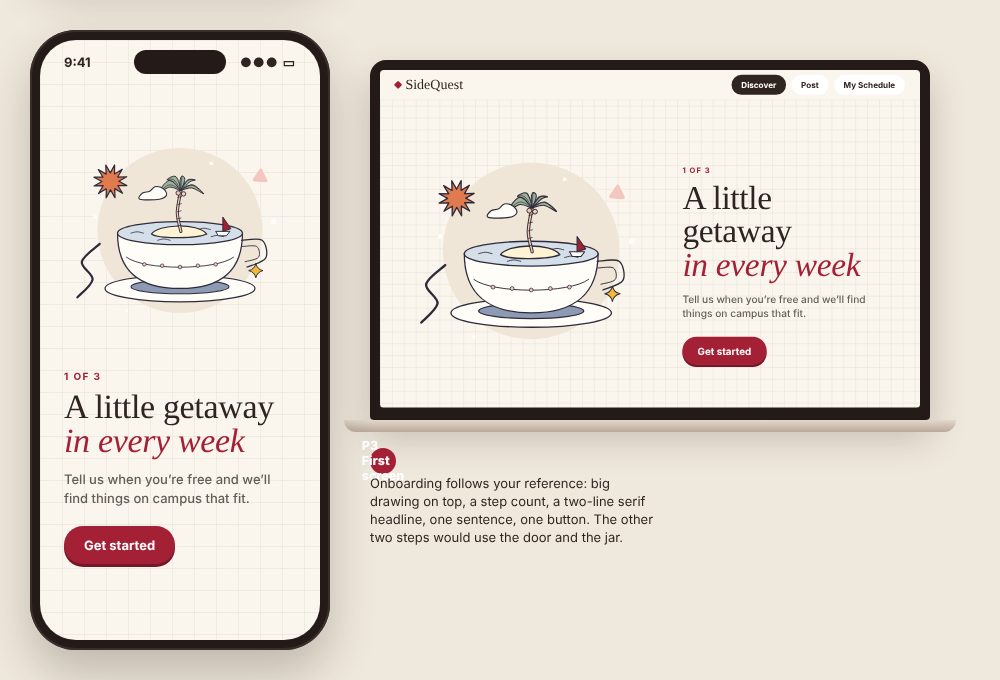 9:41
1 OF 3
A little getaway
in every week
Tell us when you’re free and we’ll
find things on campus that fit.
Get started
SideQuest
Discover
Post
My Schedule
1 OF 3
A little
getaway
in every week
Tell us when you’re free and we’ll find
things on campus that fit.
Get started
P3
First
Onboarding follows your reference: big
drawing on top, a step count, a two-line serif
headline, one sentence, one button. The other
two steps would use the door and the jar.